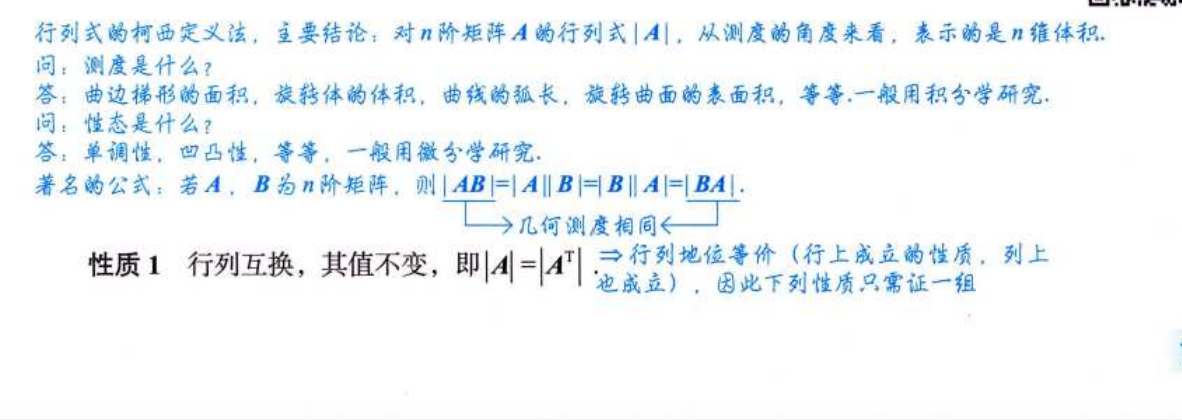 行列式的柯西定义法，主要结论：对n阶矩阵A的行列式|A|，从测度的角度来看，表示的是n维体积.
问：测度是什么？
答：曲边梯形的面积，旋转体的体积，曲线的弧长，旋转曲面的表面积，等等.一般用积分学研究.
问：性态是什么？
答：单调性，凹凸性，等等，一般用微分学研究.
著名的公式：若A，B为n阶矩阵，则|AB|=|A||B|=|B||A|=|BA|.
几何测度相同
性质1 行列互换，其值不变，即|A|=|Aᵀ|.⇒行列地位等价（行上成立的性质，列上
也成立），因此下列性质只需证一组